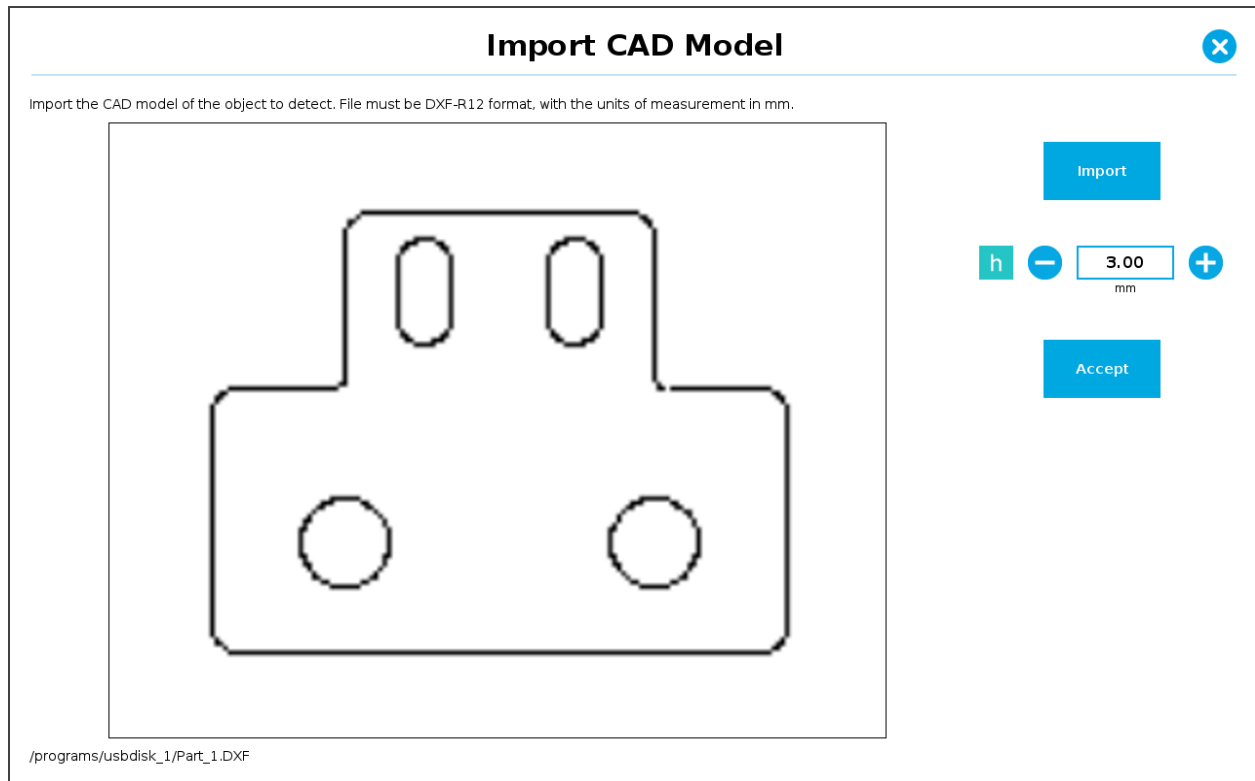 Import CAD Model
Import the CAD model of the object to detect. File must be DXF-R12 format, with the units of measurement in mm.
Import
h
3.00
mm
Accept
/programs/usbdisk_1/Part_1.DXF